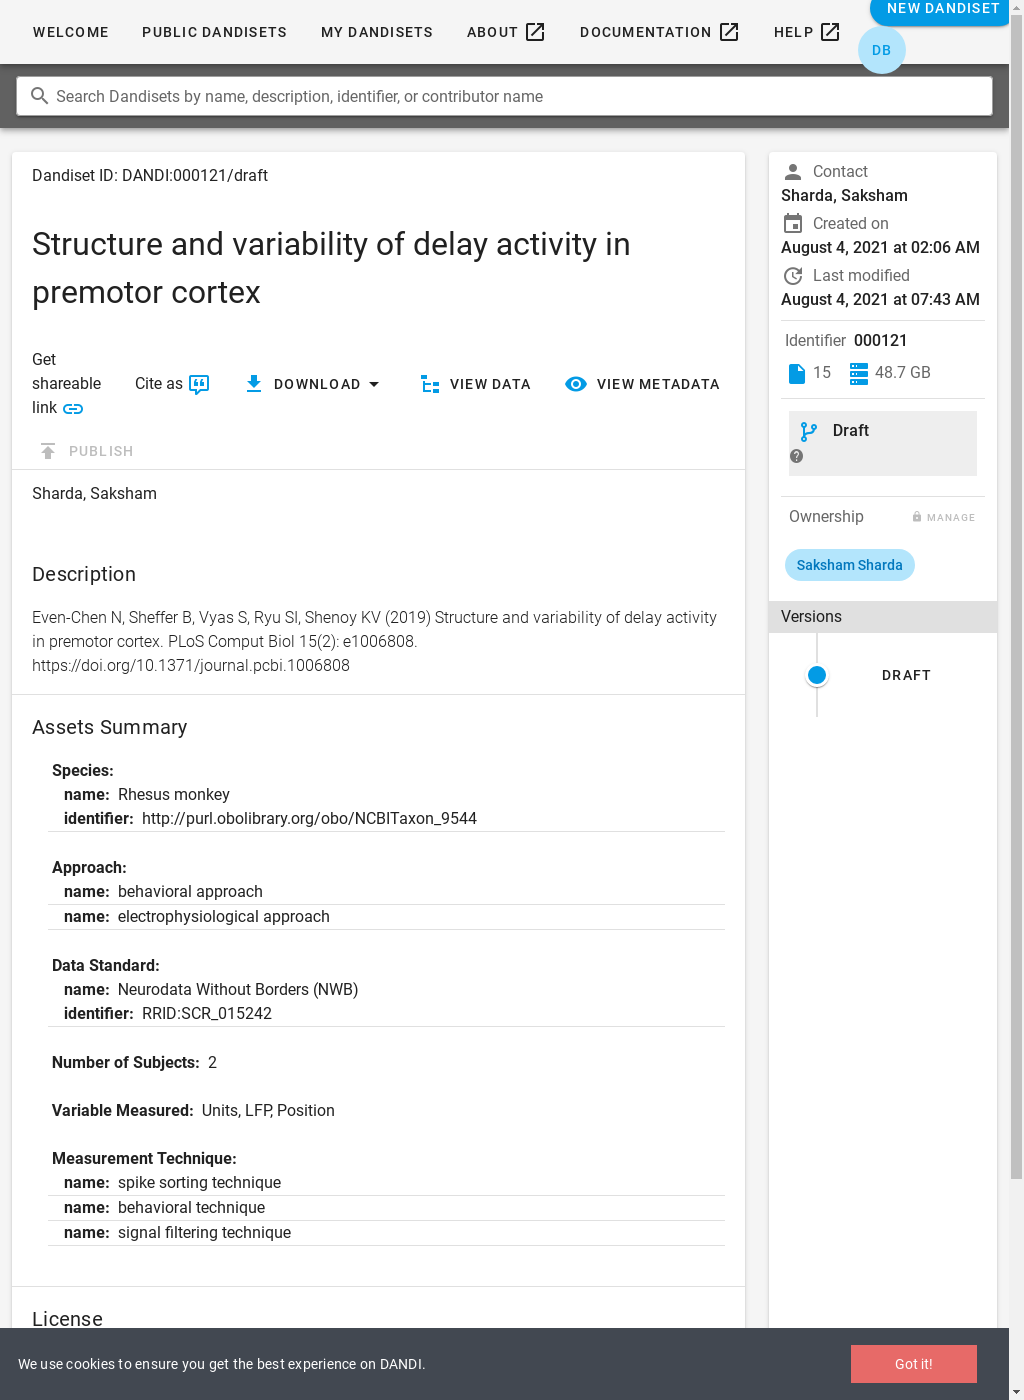 NEW DANDISET
WELCOME PUBLIC DANDISETS MY DANDISETS ABOUT DOCUMENTATION HELP
DB
Search Dandisets by name, description, identifier, or contributor name
Dandiset ID: DANDI:000121/draft
Structure and variability of delay activity in
premotor cortex
Get
shareable
link
Cite as
DOWNLOAD
VIEW DATA
VIEW METADATA
PUBLISH
Sharda, Saksham
Description
Even-Chen N, Sheffer B, Vyas S, Ryu SI, Shenoy KV (2019) Structure and variability of delay activity
in premotor cortex. PLoS Comput Biol 15(2): e1006808.
https://doi.org/10.1371/journal.pcbi.1006808
Assets Summary
Species:
name: Rhesus monkey
identifier: http://purl.obolibrary.org/obo/NCBITaxon_9544
Approach:
name: behavioral approach
name: electrophysiological approach
Data Standard:
name: Neurodata Without Borders (NWB)
identifier: RRID:SCR_015242
Number of Subjects: 2
Variable Measured: Units, LFP, Position
Measurement Technique:
name: spike sorting technique
name: behavioral technique
name: signal filtering technique
License
Contact
Sharda, Saksham
Created on
August 4, 2021 at 02:06 AM
Last modified
August 4, 2021 at 07:43 AM
Identifier 000121
15 48.7 GB
Draft
Ownership MANAGE
Saksham Sharda
Versions
DRAFT
We use cookies to ensure you get the best experience on DANDI.
Got it!